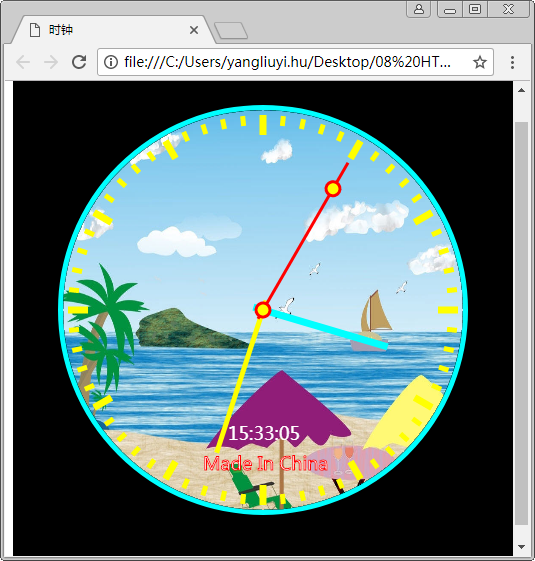 时钟
file:///C:/Users/yangliuyi.hu/Desktop/08%20HT...
15:33:05
Made In China